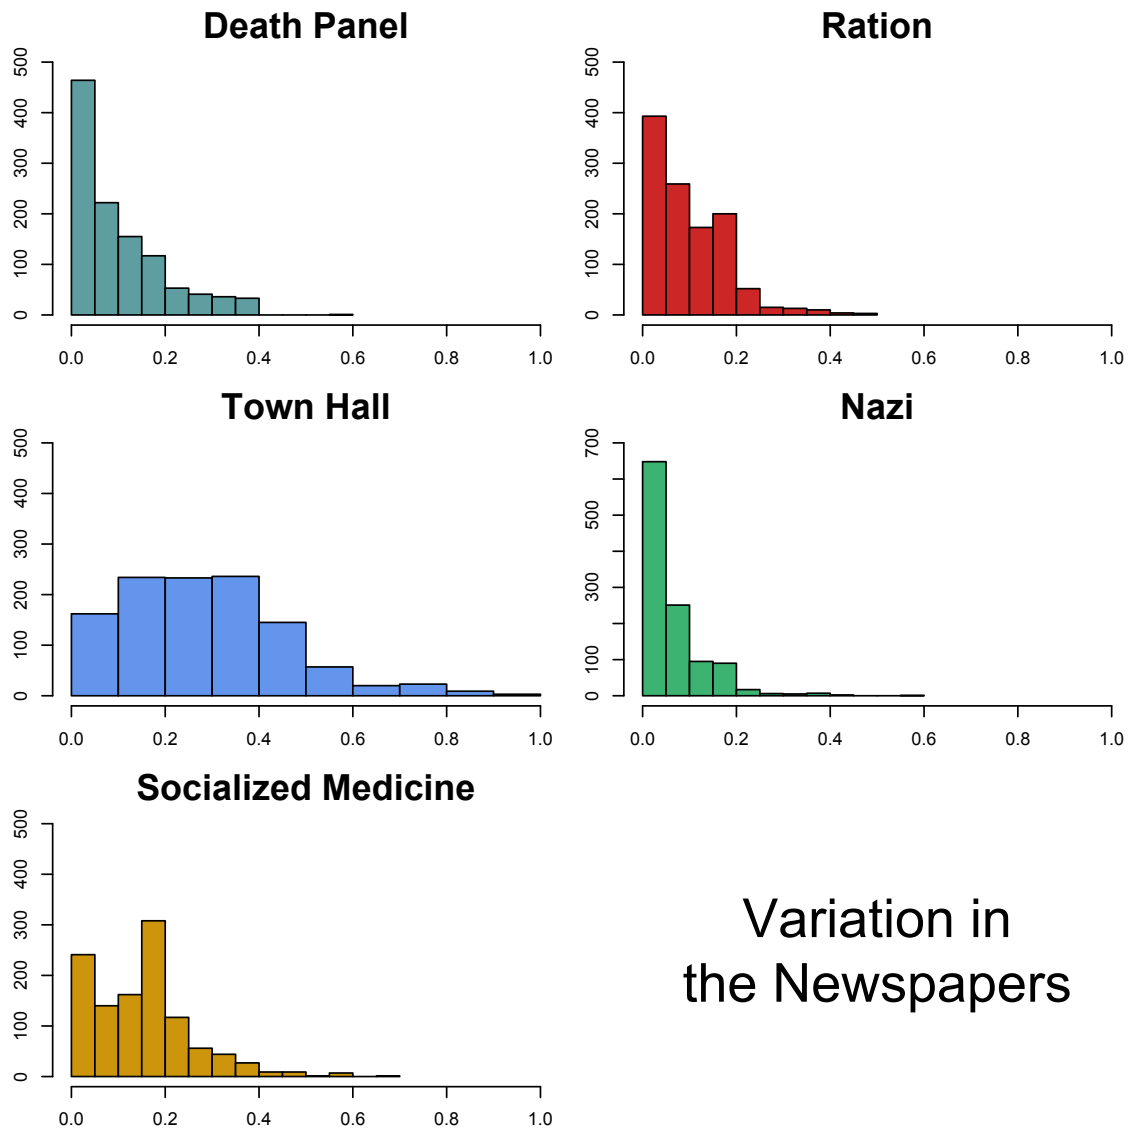 Death Panel
500
400
300
200
100
0
0.0 0.2 0.4 0.6 0.8 1.0
Ration
500
400
300
200
100
0
0.0 0.2 0.4 0.6 0.8 1.0
Town Hall
500
400
300
200
100
0
0.0 0.2 0.4 0.6 0.8 1.0
Nazi
700
500
300
100
0
0.0 0.2 0.4 0.6 0.8 1.0
Socialized Medicine
500
400
300
200
100
0
0.0 0.2 0.4 0.6 0.8 1.0
Variation in
the Newspapers